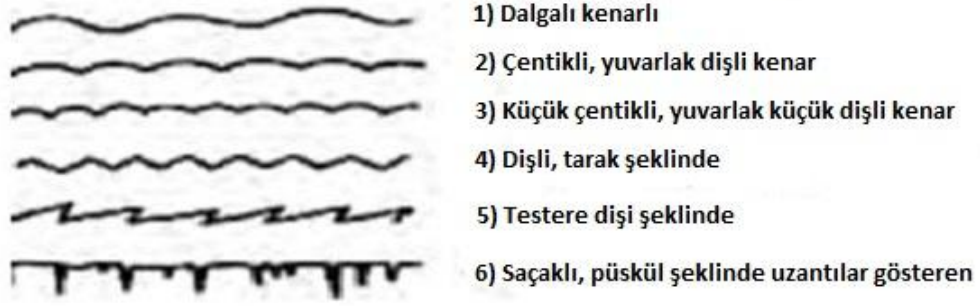 1) Dalgalı kenarlı
2) Çentikli, yuvarlak dişli kenar
3) Küçük çentikli, yuvarlak küçük dişli kenar
4) Dişli, tarak şeklinde
5) Testere dişi şeklinde
6) Saçaklı, püskül şeklinde uzantılar gösteren